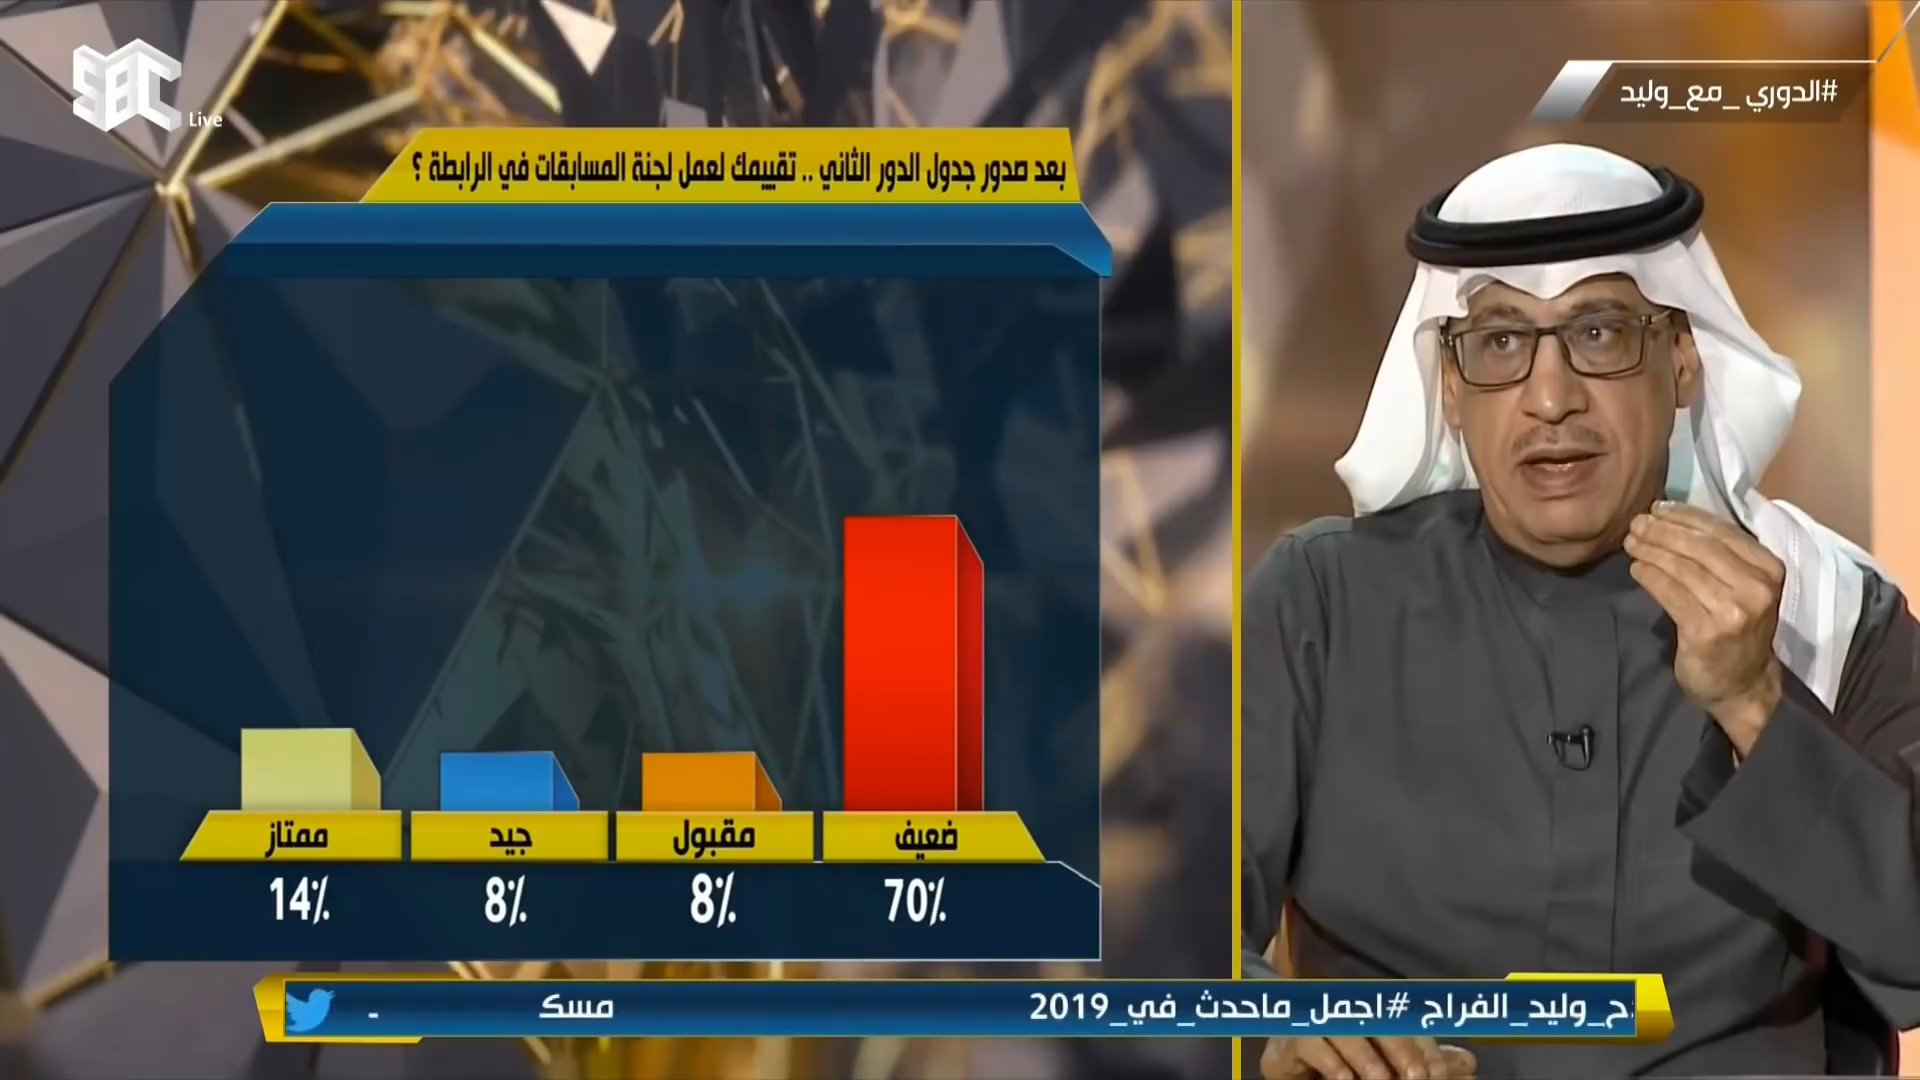 SBC Live
#الدوري_مع_وليد
بعد صدور جدول الدور الثاني .. تقييمك لعمل لجنة المسابقات في الرابطة ؟
ضعيف
مقبول
جيد
ممتاز
70٪
8٪
8٪
14٪
ح_وليد_الفراج #اجمل_ماحدث_في_2019
مسك -